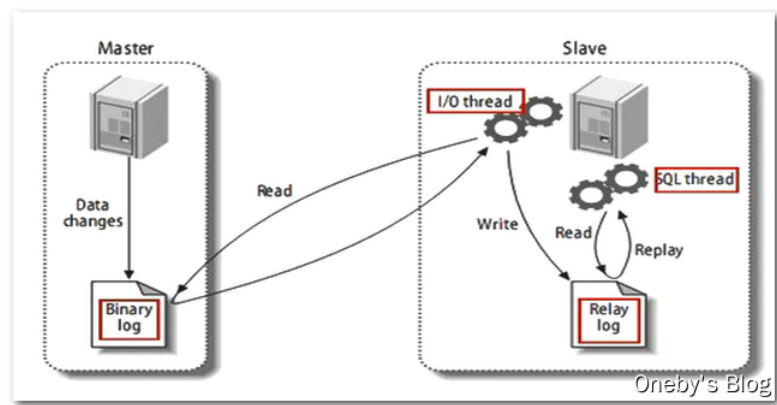 Master
Slave
I/O thread
SQL thread
Data
changes
Read
Write
Read
Replay
Binary
log
Relay
log
Oneby's Blog